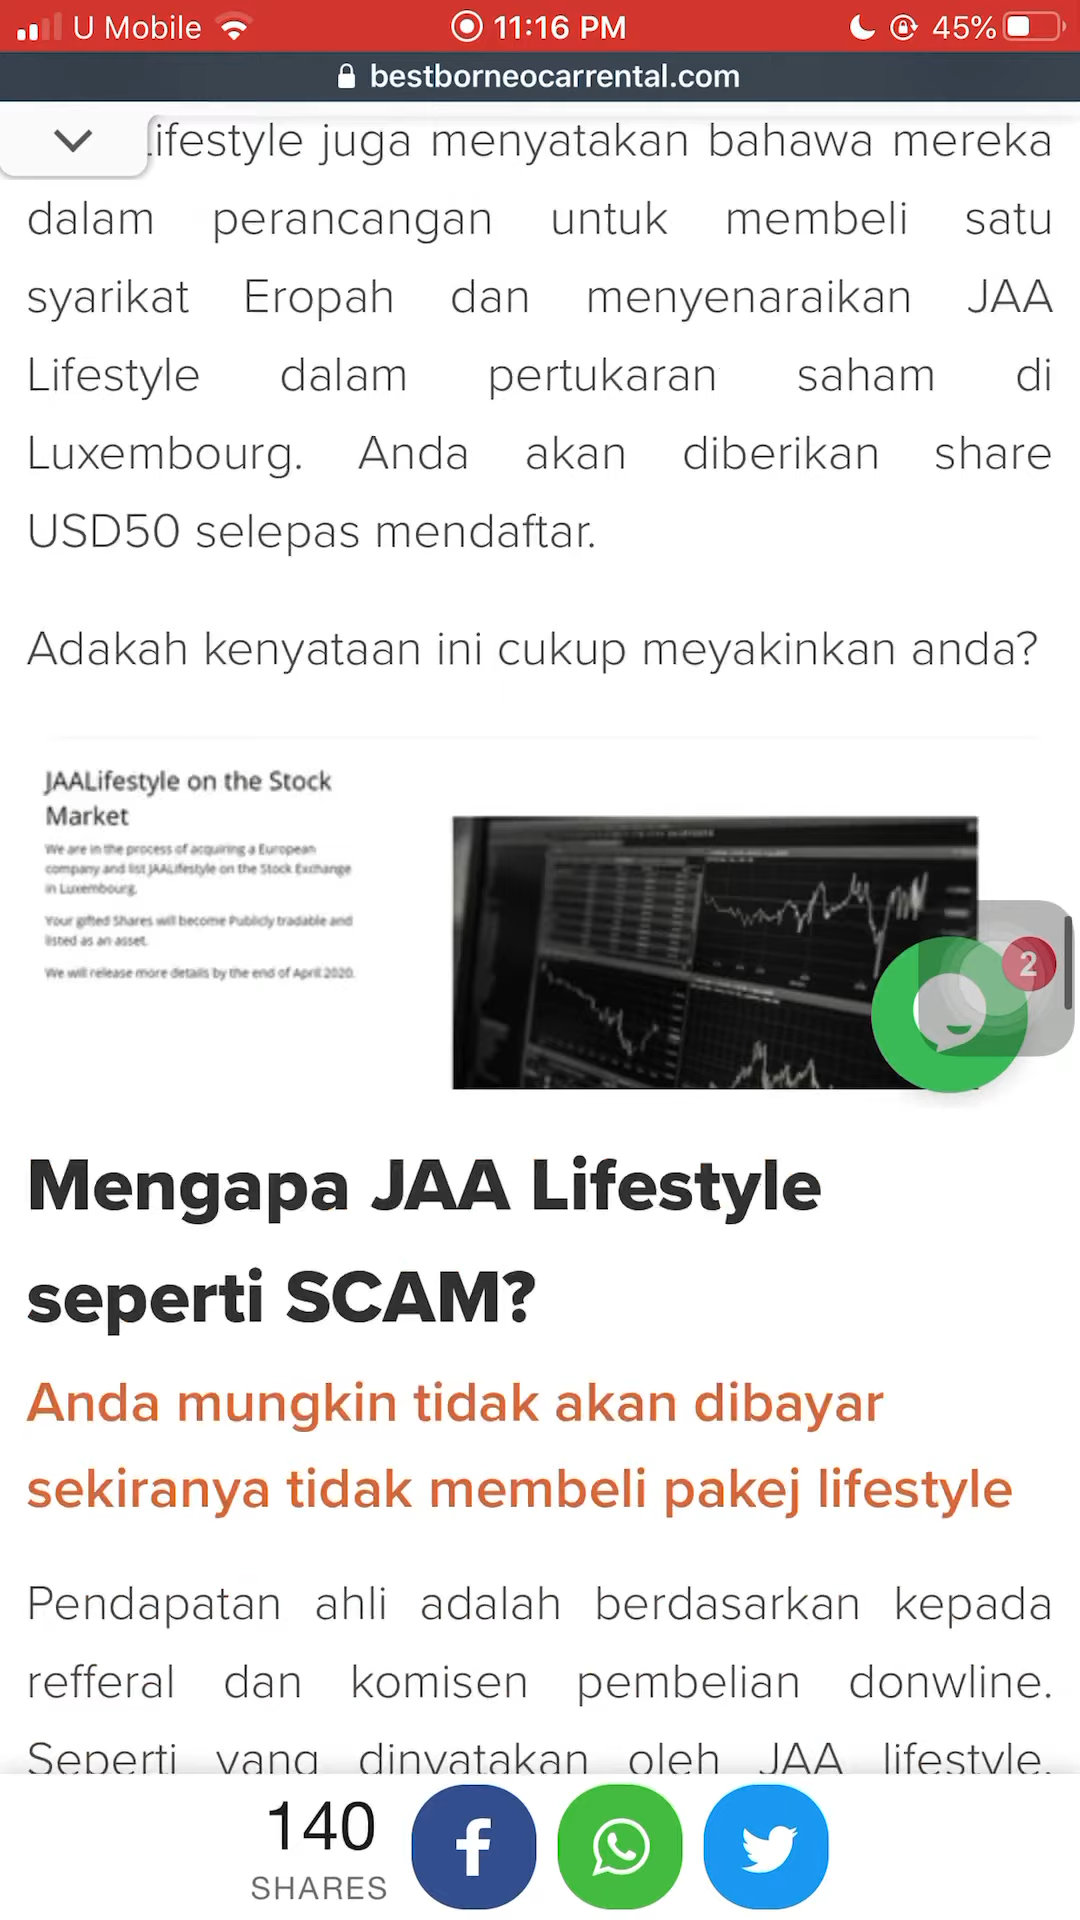 U Mobile 11:16 PM 45%
bestborneocarrental.com
ifestyle juga menyatakan bahawa mereka
dalam perancangan untuk membeli satu
syarikat Eropah dan menyenaraikan JAA
Lifestyle dalam pertukaran saham di
Luxembourg. Anda akan diberikan share
USD50 selepas mendaftar.
Adakah kenyataan ini cukup meyakinkan anda?
JAALifestyle on the Stock
Market
We are in the process of acquiring a European
company and list JAALifestyle on the Stock Exchange
in Luxembourg.
Your gifted Shares will become Publicly tradable and
listed as an asset.
We will release more details by the end of April 2020.
2
Mengapa JAA Lifestyle
seperti SCAM?
Anda mungkin tidak akan dibayar
sekiranya tidak membeli pakej lifestyle
Pendapatan ahli adalah berdasarkan kepada
refferal dan komisen pembelian donwline.
Seperti yang dinyatakan oleh JAA lifestyle.
140
SHARES